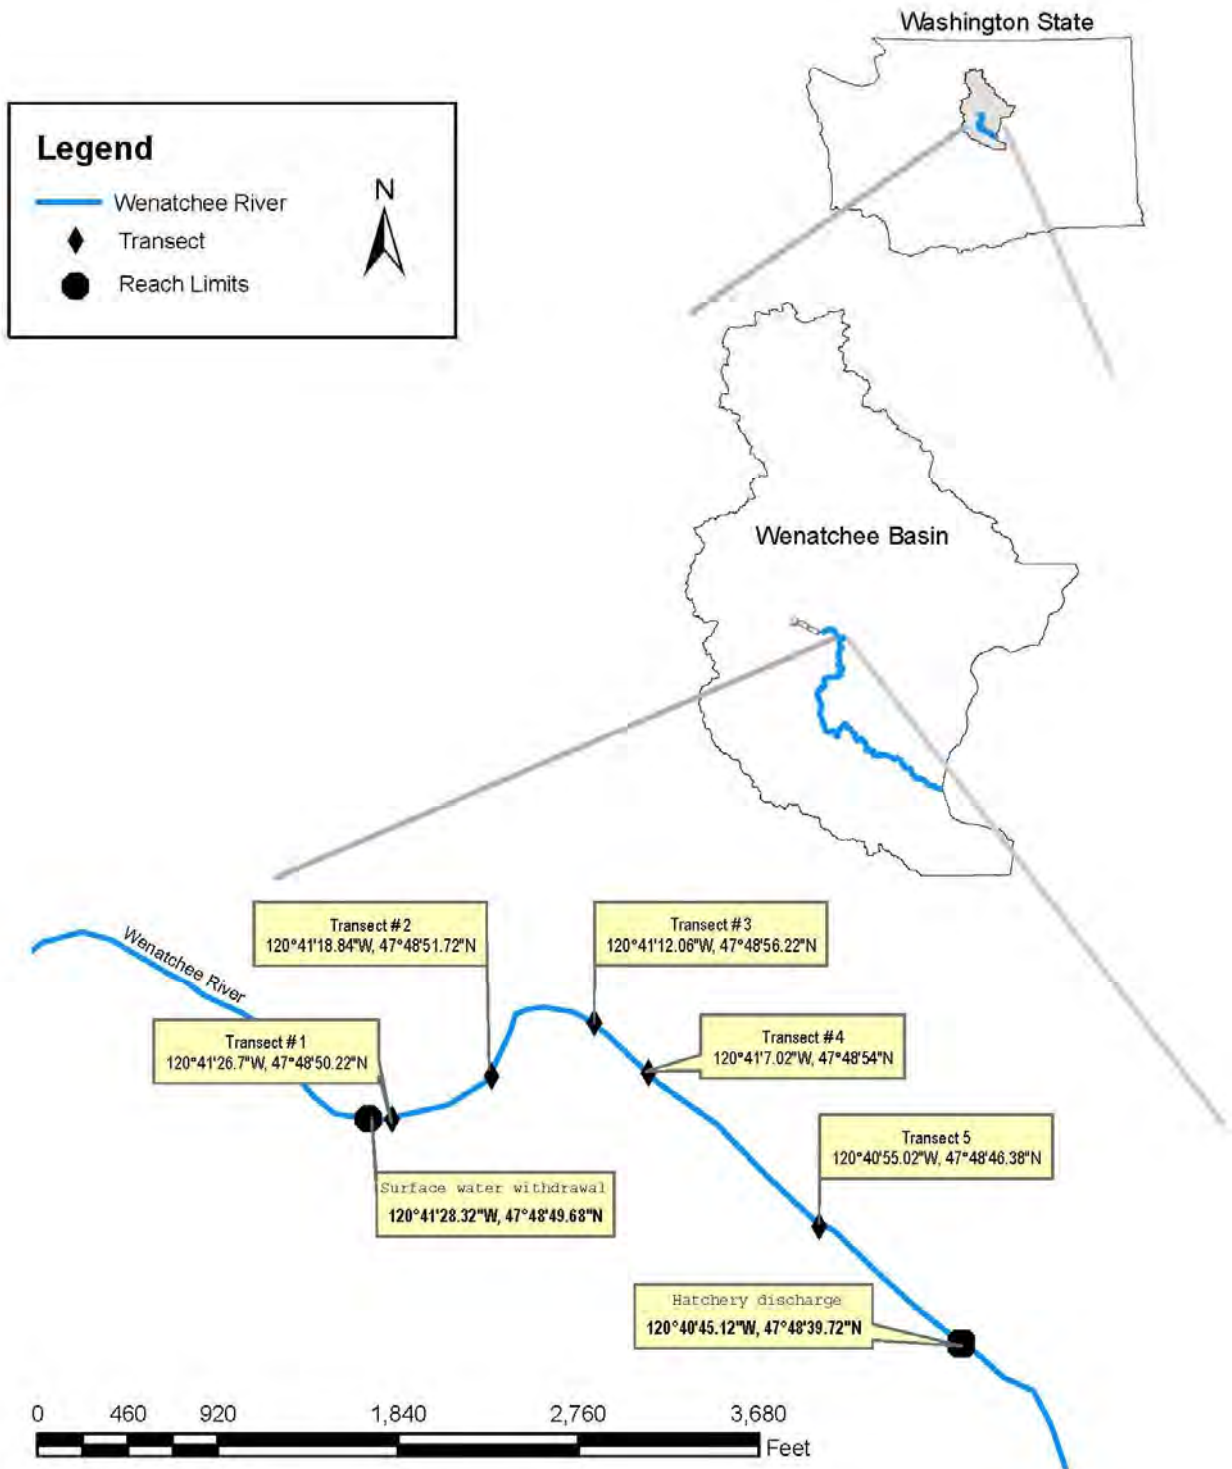 Washington State
Legend
Wenatchee River
Transect
Reach Limits
N
Wenatchee Basin
Transect #2
120°41'18.84"W, 47°48'51.72"N
Transect #3
120°41'12.06"W, 47°48'56.22"N
Wenatchee River
Transect #1
120°41'26.7"W, 47°48'50.22"N
Transect #4
120°41'7.02"W, 47°48'54"N
Transect 5
120°40'55.02"W, 47°48'46.38"N
Surface water withdrawal
120°41'28.32"W, 47°48'49.68"N
Hatchery discharge
120°40'45.12"W, 47°48'39.72"N
0 460 920 1,840 2,760 3,680
Feet